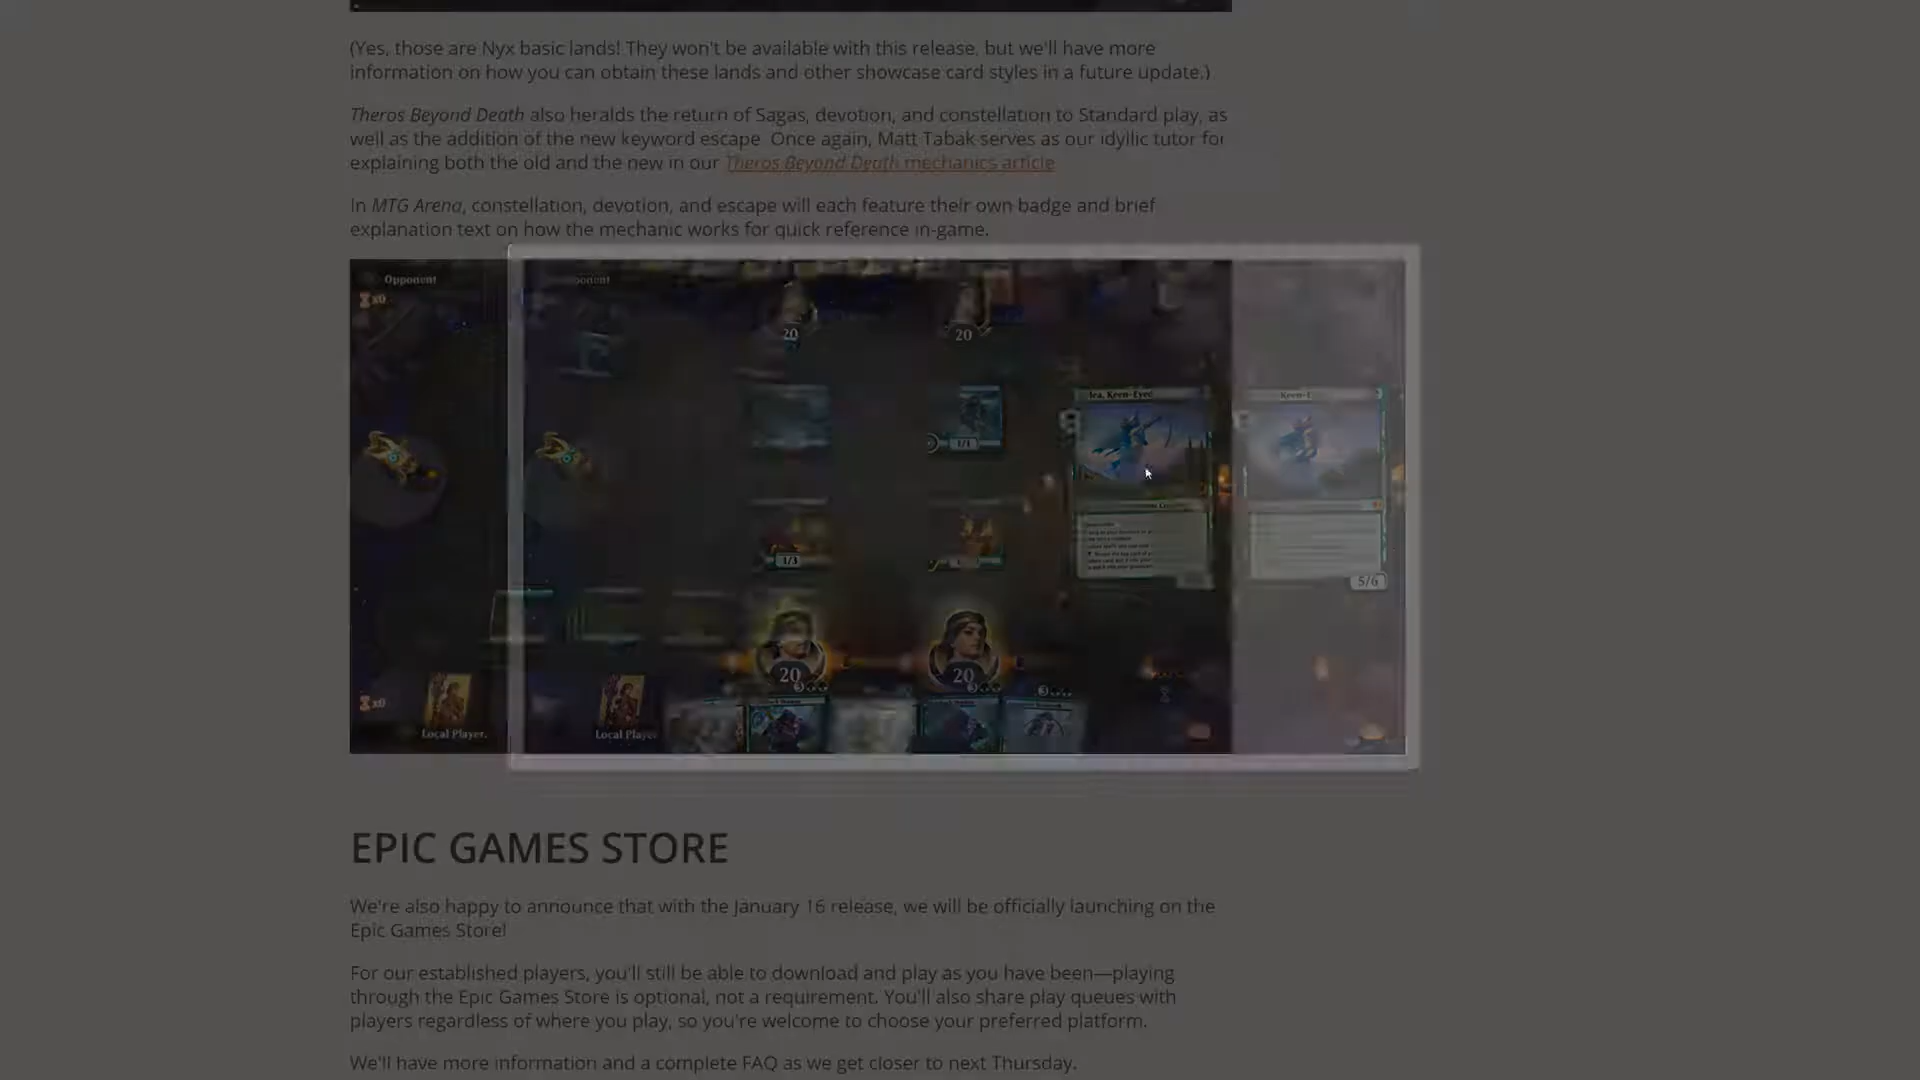 (Yes, those are Nyx basic lands! They won't be available with this release, but we'll have more
information on how you can obtain these lands and other showcase card styles in a future update.)
Theros Beyond Death also heralds the return of Sagas, devotion, and constellation to Standard play, as
well as the addition of the new keyword escape. Once again, Matt Tabak serves as our idyllic tutor for
explaining both the old and the new in our Theros Beyond Death mechanics article
In MTG Arena, constellation, devotion, and escape will each feature their own badge and brief
explanation text on how the mechanic works for quick reference in-game.
Opponent
x0
20
20
Keen-Eyed
1/1
1/3
5/6
20
20
x0
Local Player.
Local Player
EPIC GAMES STORE
We're also happy to announce that with the January 16 release, we will be officially launching on the
Epic Games Store!
For our established players, you'll still be able to download and play as you have been—playing
through the Epic Games Store is optional, not a requirement. You'll also share play queues with
players regardless of where you play, so you're welcome to choose your preferred platform.
We'll have more information and a complete FAQ as we get closer to next Thursday.